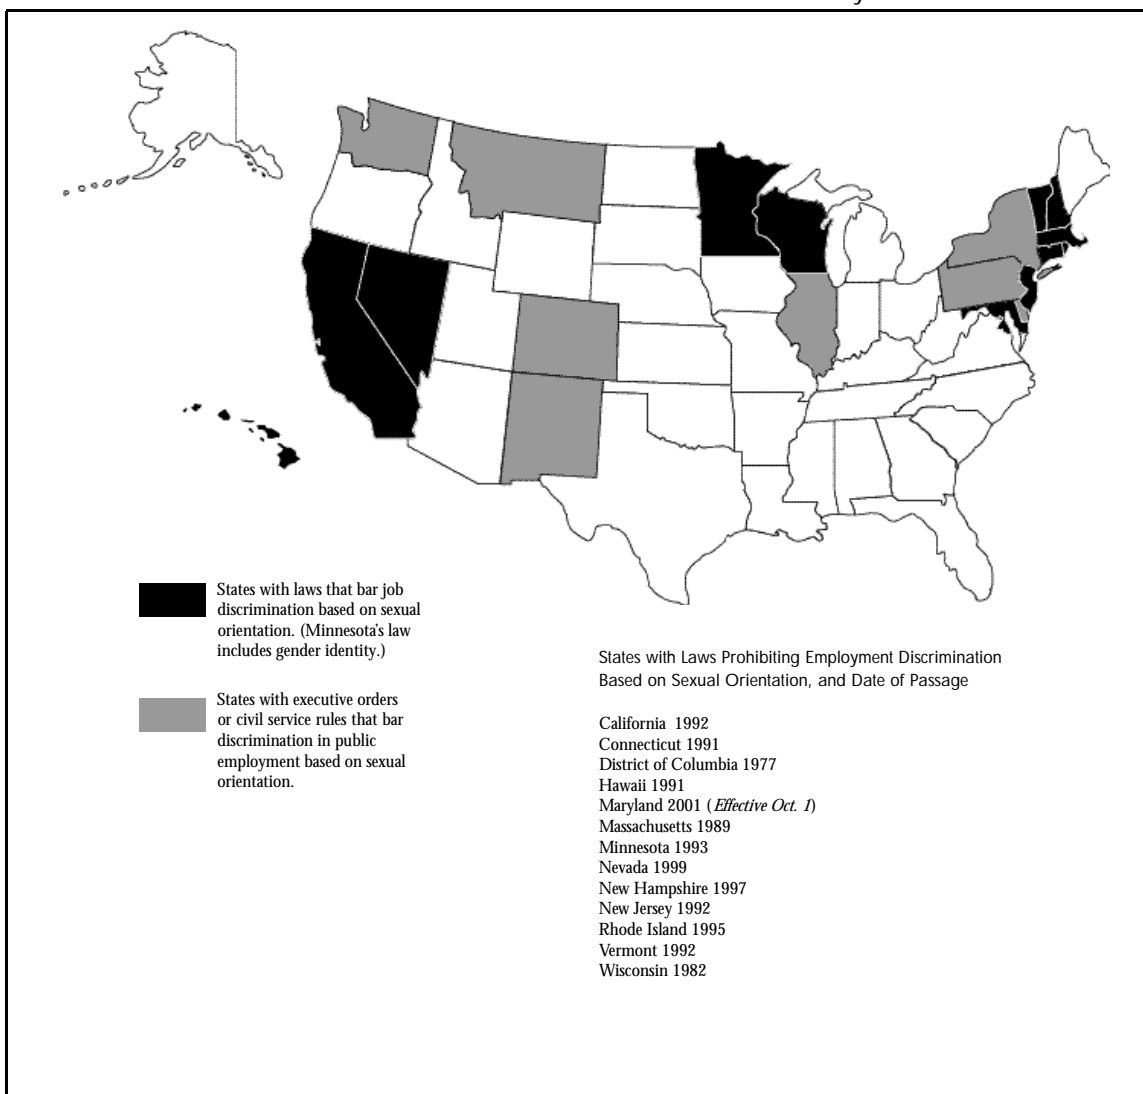 States with laws that bar job
discrimination based on sexual
orientation. (Minnesota's law
includes gender identity.)
States with executive orders
or civil service rules that bar
discrimination in public
employment based on sexual
orientation.
States with Laws Prohibiting Employment Discrimination
Based on Sexual Orientation, and Date of Passage
California 1992
Connecticut 1991
District of Columbia 1977
Hawaii 1991
Maryland 2001 (Effective Oct. 1)
Massachusetts 1989
Minnesota 1993
Nevada 1999
New Hampshire 1997
New Jersey 1992
Rhode Island 1995
Vermont 1992
Wisconsin 1982